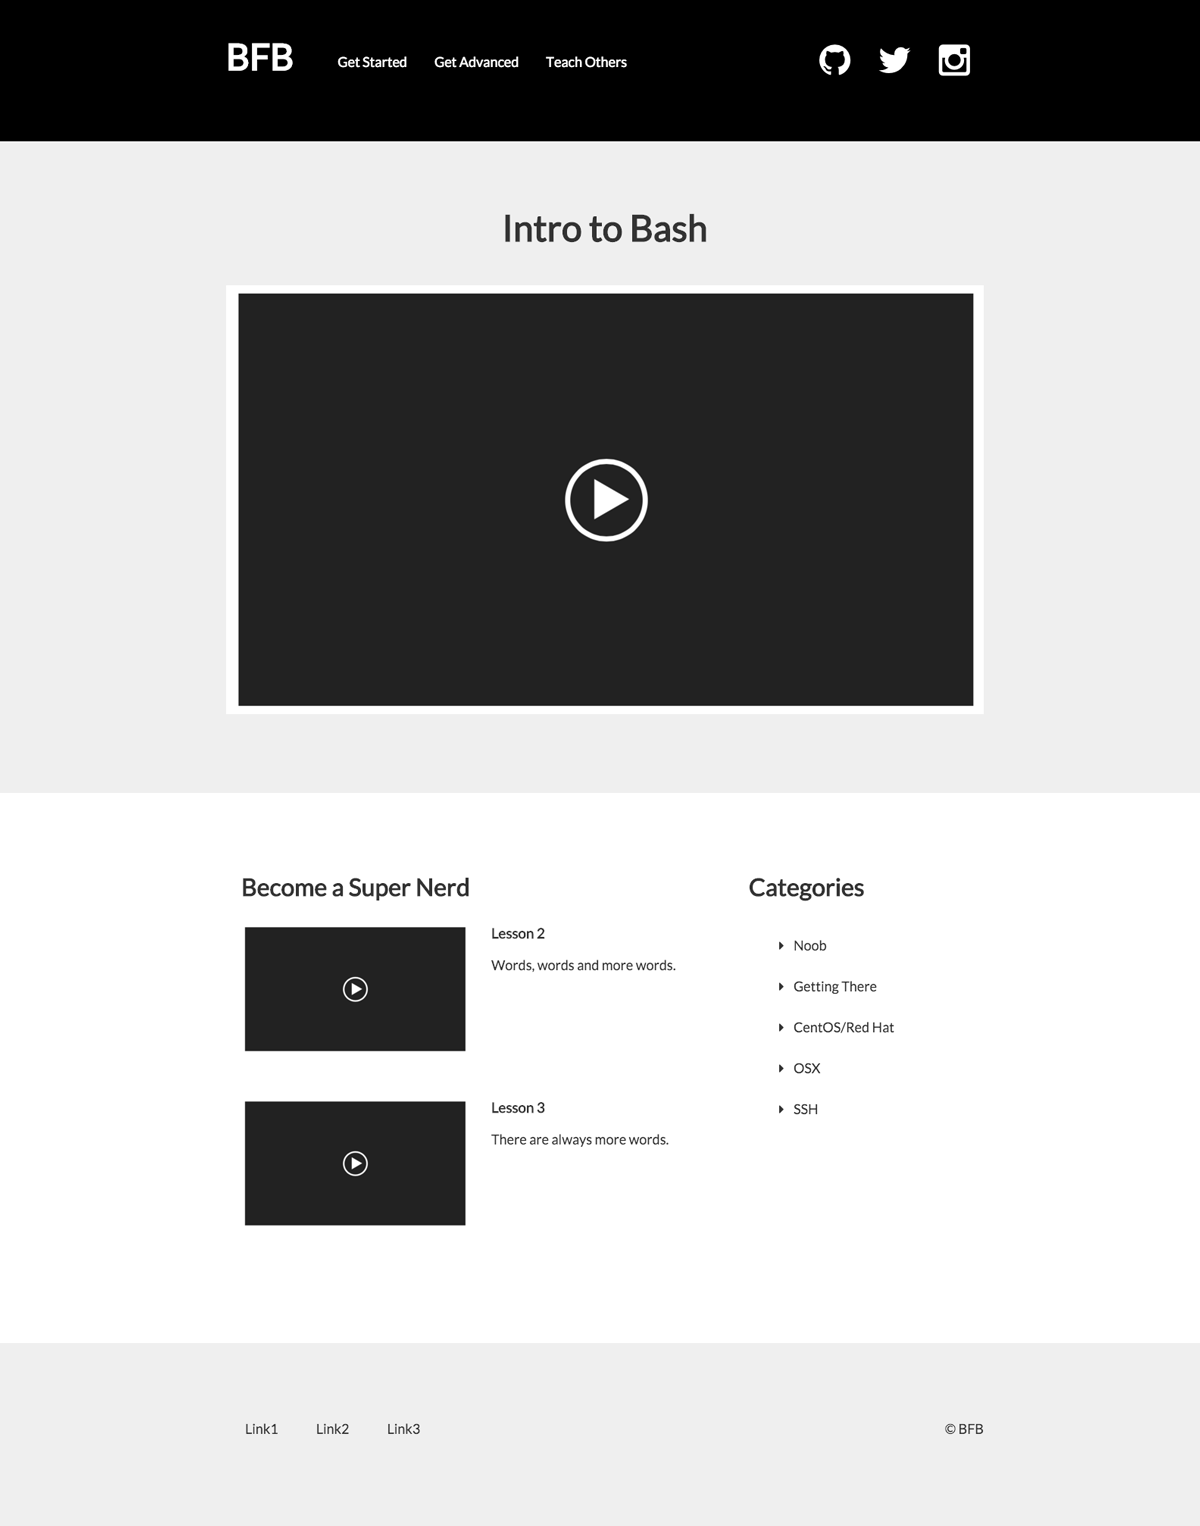 BFB
Get Started
Get Advanced
Teach Others
Intro to Bash
Become a Super Nerd
Lesson 2
Words, words and more words.
Lesson 3
There are always more words.
Categories
Noob
Getting There
CentOS/Red Hat
OSX
SSH
Link1
Link2
Link3
© BFB